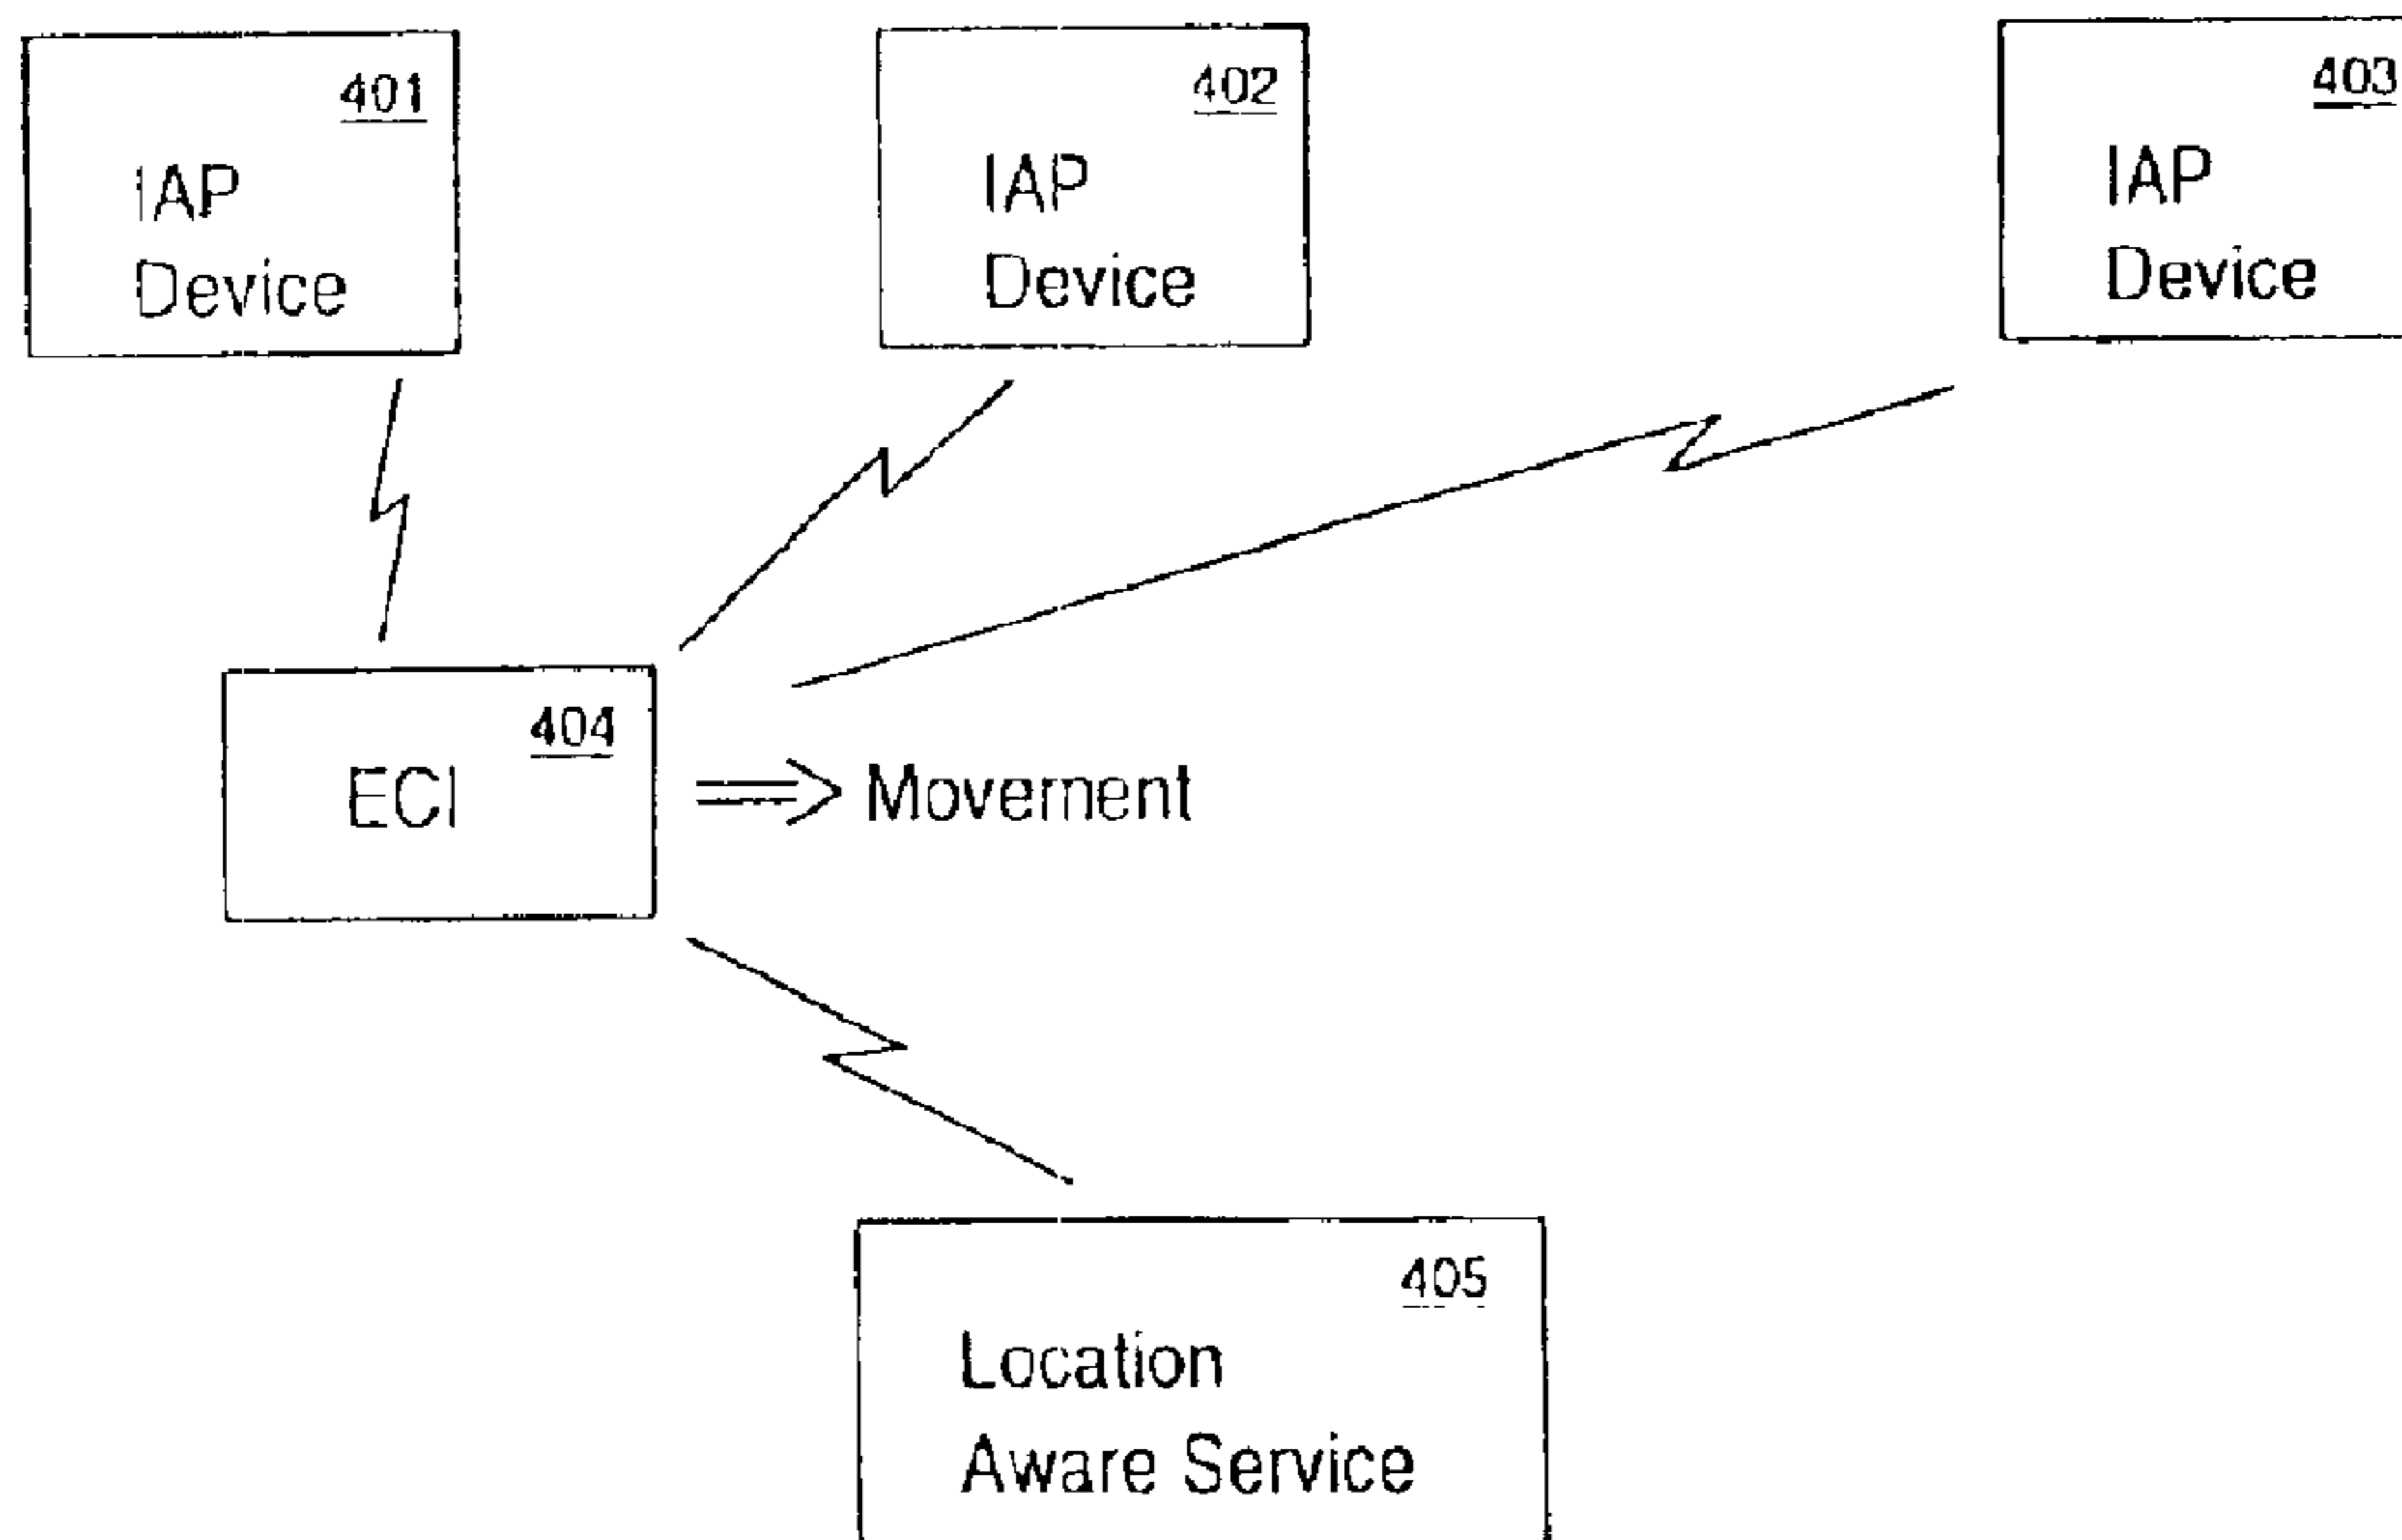 401
IAP
Device
402
IAP
Device
403
IAP
Device
404
ECI
Movement
405
Location
Aware Service